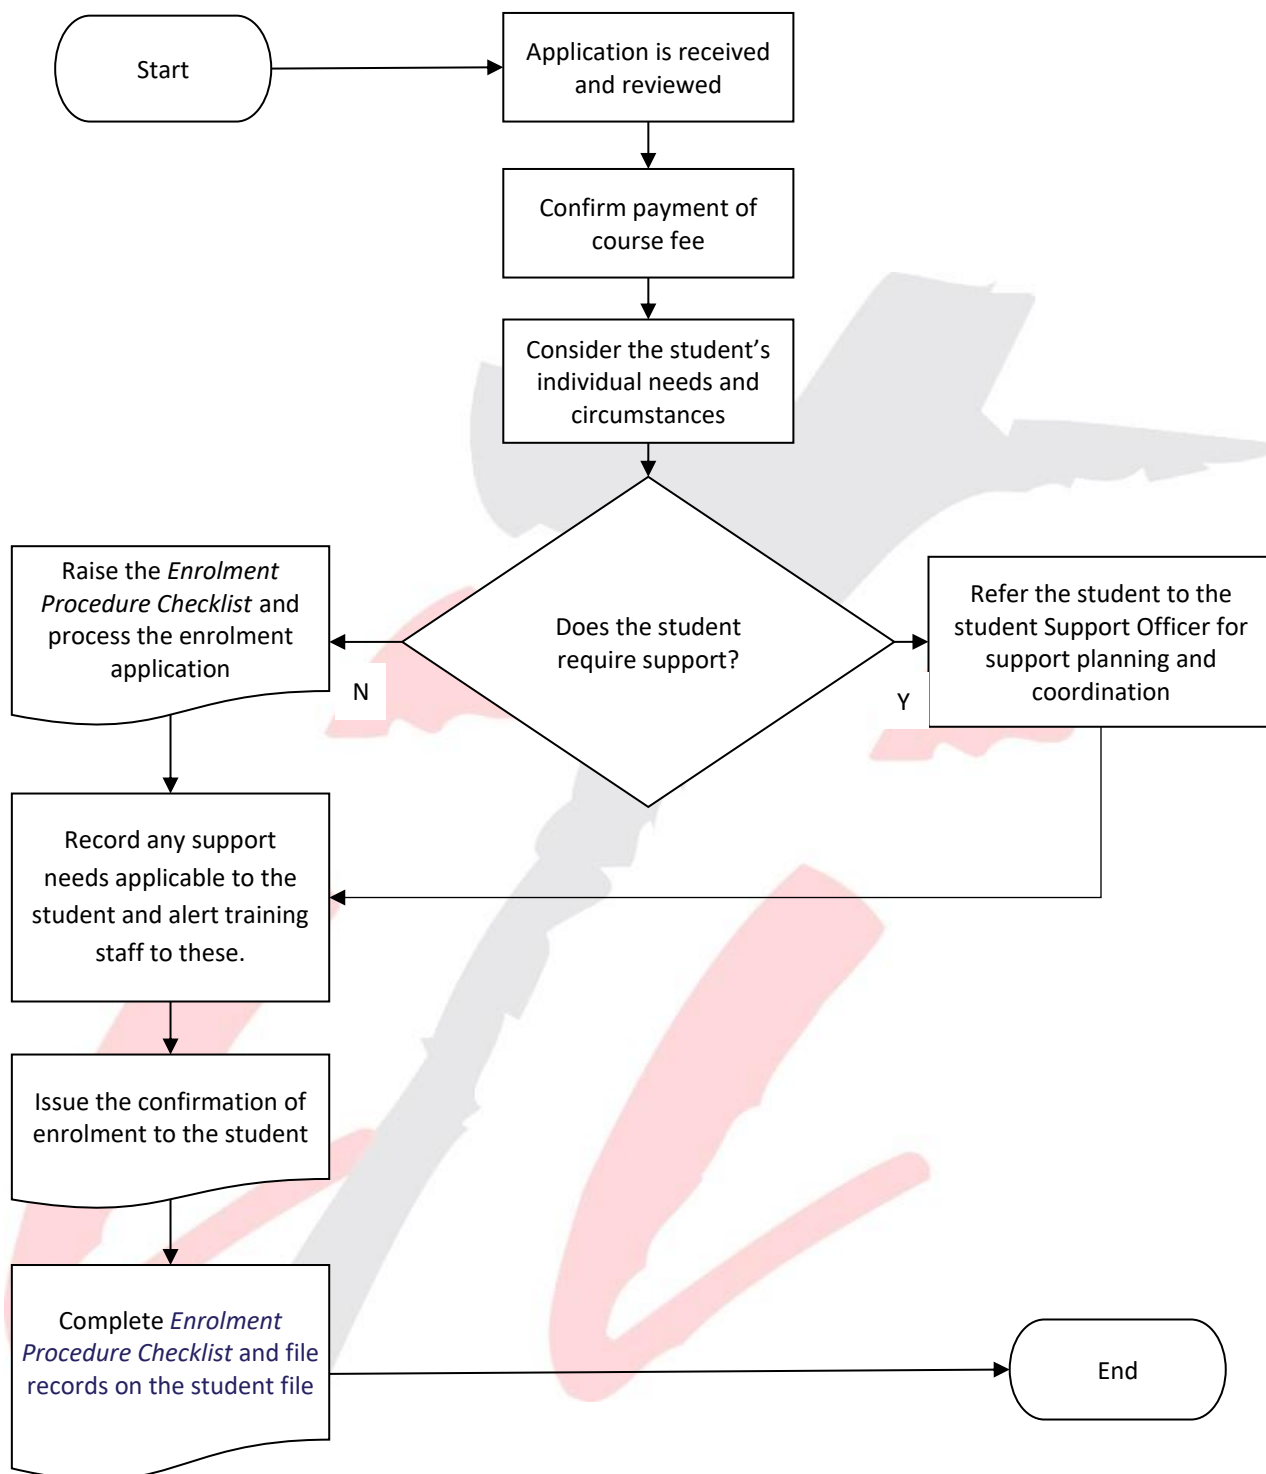 Start
Application is received
and reviewed
Confirm payment of
course fee
Consider the student’s
individual needs and
circumstances
Does the student
require support?
N
Y
Raise the Enrolment
Procedure Checklist and
process the enrolment
application
Refer the student to the
student Support Officer for
support planning and
coordination
Record any support
needs applicable to the
student and alert training
staff to these.
Issue the confirmation of
enrolment to the student
Complete Enrolment
Procedure Checklist and file
records on the student file
End